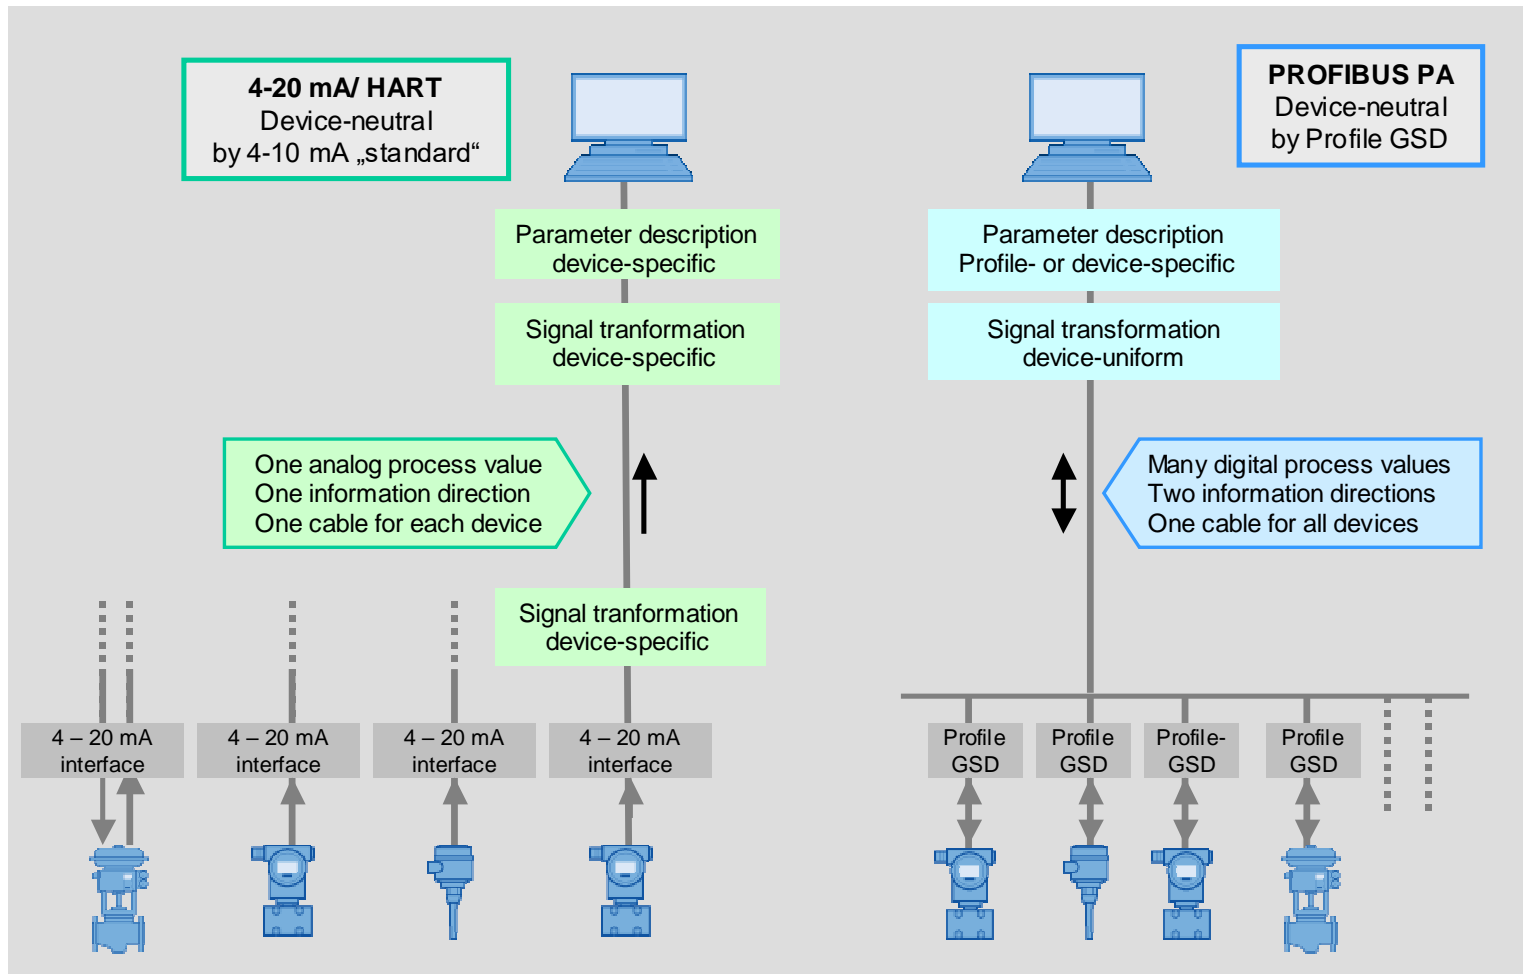 4-20 mA/ HART
Device-neutral
by 4-10 mA „standard“
PROFIBUS PA
Device-neutral
by Profile GSD
Parameter description
device-specific
Parameter description
Profile- or device-specific
Signal tranformation
device-specific
Signal transformation
device-uniform
One analog process value
One information direction
One cable for each device
Many digital process values
Two information directions
One cable for all devices
Signal tranformation
device-specific
4 – 20 mA
interface
4 – 20 mA
interface
4 – 20 mA
interface
4 – 20 mA
interface
Profile
GSD
Profile
GSD
Profile-
GSD
Profile
GSD